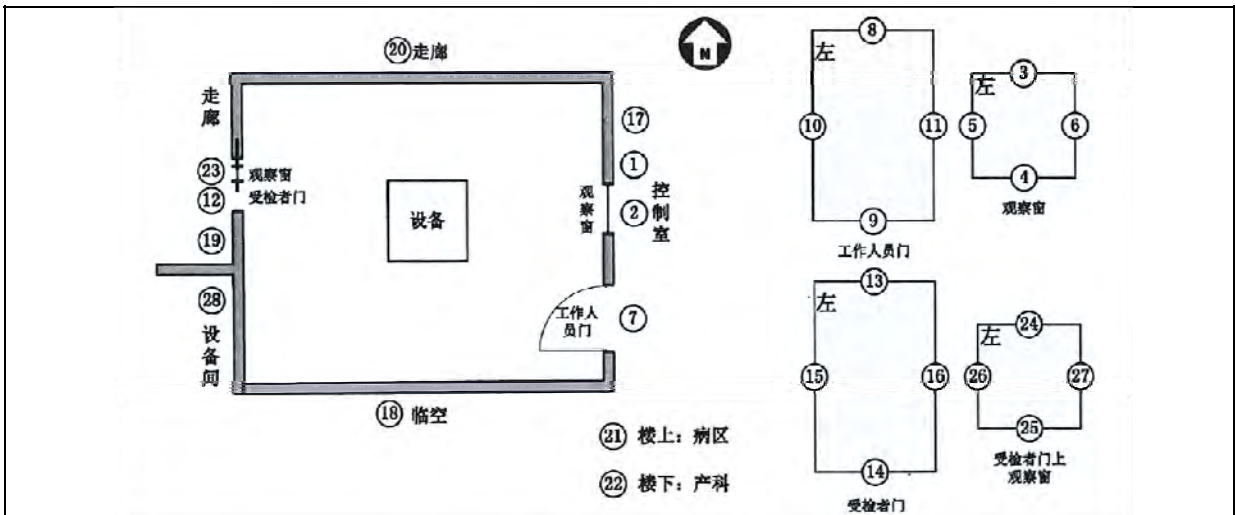 ⑳走廊
N
走廊
⑰
①
㉓
观察窗
⑫
受检者门
设备
观察窗
②
控制室
⑲
㉘
设备间
工作人
员门
⑦
⑱ 临空
㉑ 楼上：病区
㉒ 楼下：产科
⑧
左
⑩
⑪
⑨
工作人员门
③
左
⑤
⑥
④
观察窗
⑬
左
⑮
⑯
⑭
受检者门
㉔
左
㉖
㉗
㉕
受检者门上
观察窗